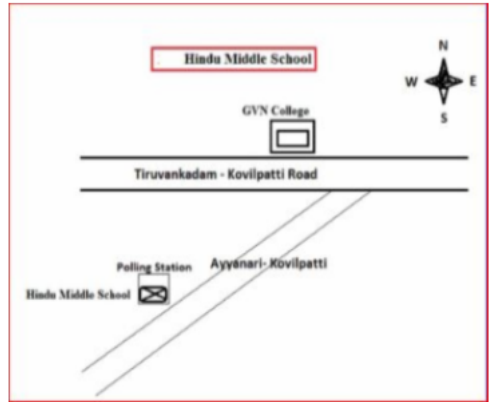 Hindu Middle School
N
W E
S
GVN College
Tiruvankadam - Kovilpatti Road
Polling Station
Ayyanari- Kovilpatti
Hindu Middle School